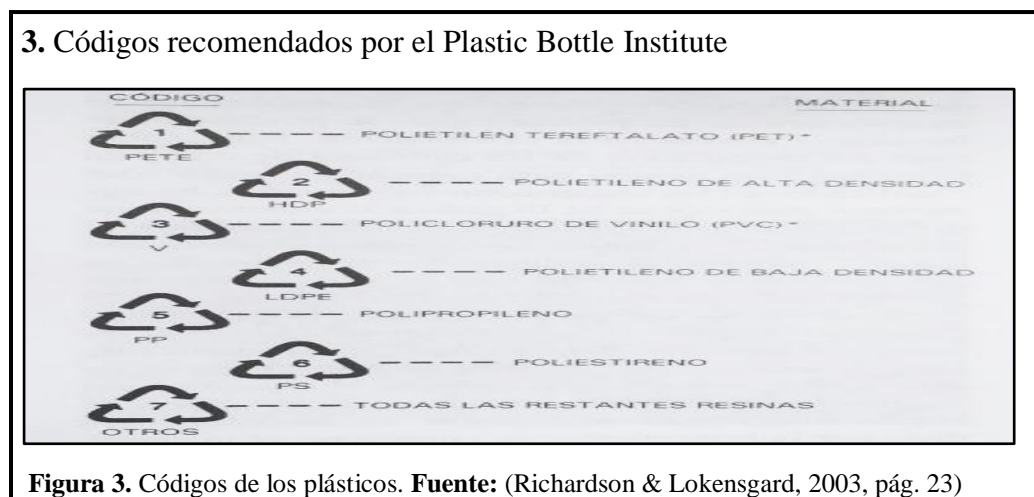 3. Códigos recomendados por el Plastic Bottle Institute
CÓDIGO MATERIAL
1 POLIETILEN TEREFTALATO (PET)*
PETE
2 POLIETILENO DE ALTA DENSIDAD
HDP
3 POLICLORURO DE VINILO (PVC)*
V
4 POLIETILENO DE BAJA DENSIDAD
LDPE
5 POLIPROPILENO
PP
6 POLIESTIRENO
PS
7 TODAS LAS RESTANTES RESINAS
OTROS
Figura 3. Códigos de los plásticos. Fuente: (Richardson & Lokensgard, 2003, pág. 23)